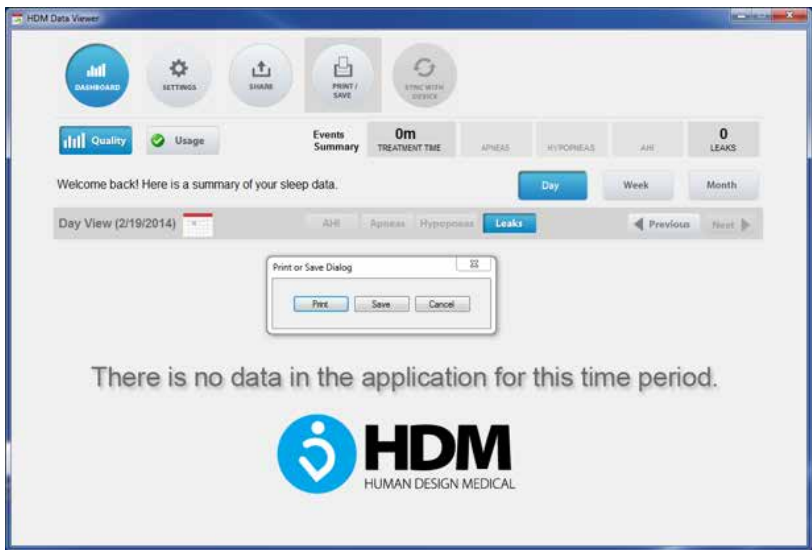 HDM Data Viewer
DASHBOARD
SETTINGS
SHARE
PRINT /
SAVE
SYNC WITH
DEVICE
Quality
Usage
Events
Summary
0m
TREATMENT TIME
APNEAS
HYPOPNEAS
AHI
0
LEAKS
Welcome back! Here is a summary of your sleep data.
Day
Week
Month
Day View (2/19/2014)
AHI
Apneas
Hypopneas
Leaks
Previous
Next
Print or Save Dialog
Print
Save
Cancel
There is no data in the application for this time period.
HDM
HUMAN DESIGN MEDICAL